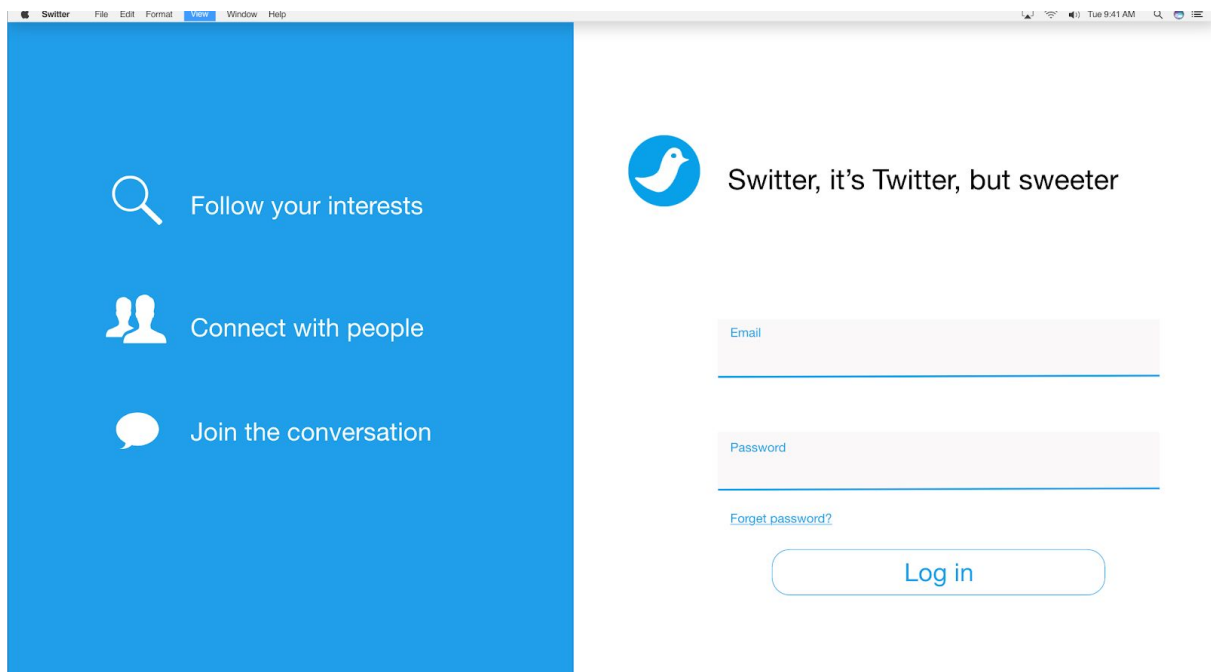 Switter File Edit Format View Window Help Tue 9:41 AM
Follow your interests
Connect with people
Join the conversation
Switter, it’s Twitter, but sweeter
Email
Password
Forget password?
Log in